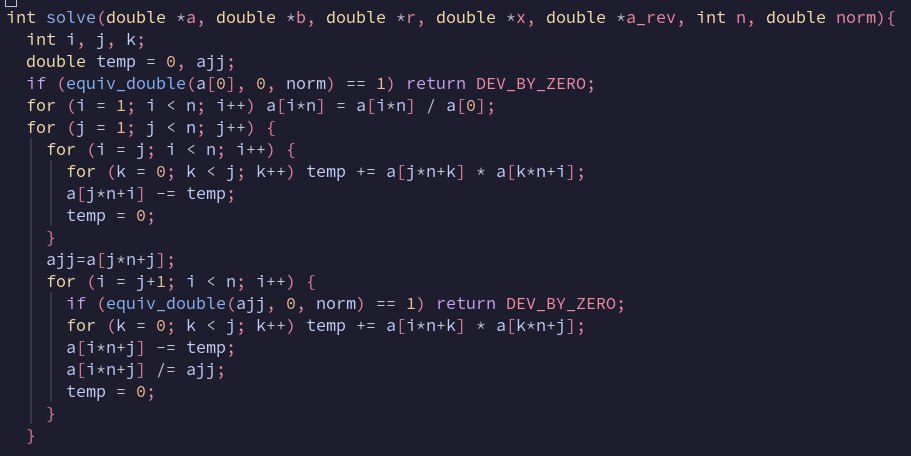 int solve(double *a, double *b, double *r, double *x, double *a_rev, int n, double norm){
  int i, j, k;
  double temp = 0, ajj;
  if (equiv_double(a[0], 0, norm) == 1) return DEV_BY_ZERO;
  for (i = 1; i < n; i++) a[i*n] = a[i*n] / a[0];
  for (j = 1; j < n; j++) {
    for (i = j; i < n; i++) {
      for (k = 0; k < j; k++) temp += a[j*n+k] * a[k*n+i];
      a[j*n+i] -= temp;
      temp = 0;
    }
    ajj=a[j*n+j];
    for (i = j+1; i < n; i++) {
      if (equiv_double(ajj, 0, norm) == 1) return DEV_BY_ZERO;
      for (k = 0; k < j; k++) temp += a[i*n+k] * a[k*n+j];
      a[i*n+j] -= temp;
      a[i*n+j] /= ajj;
      temp = 0;
    }
  }